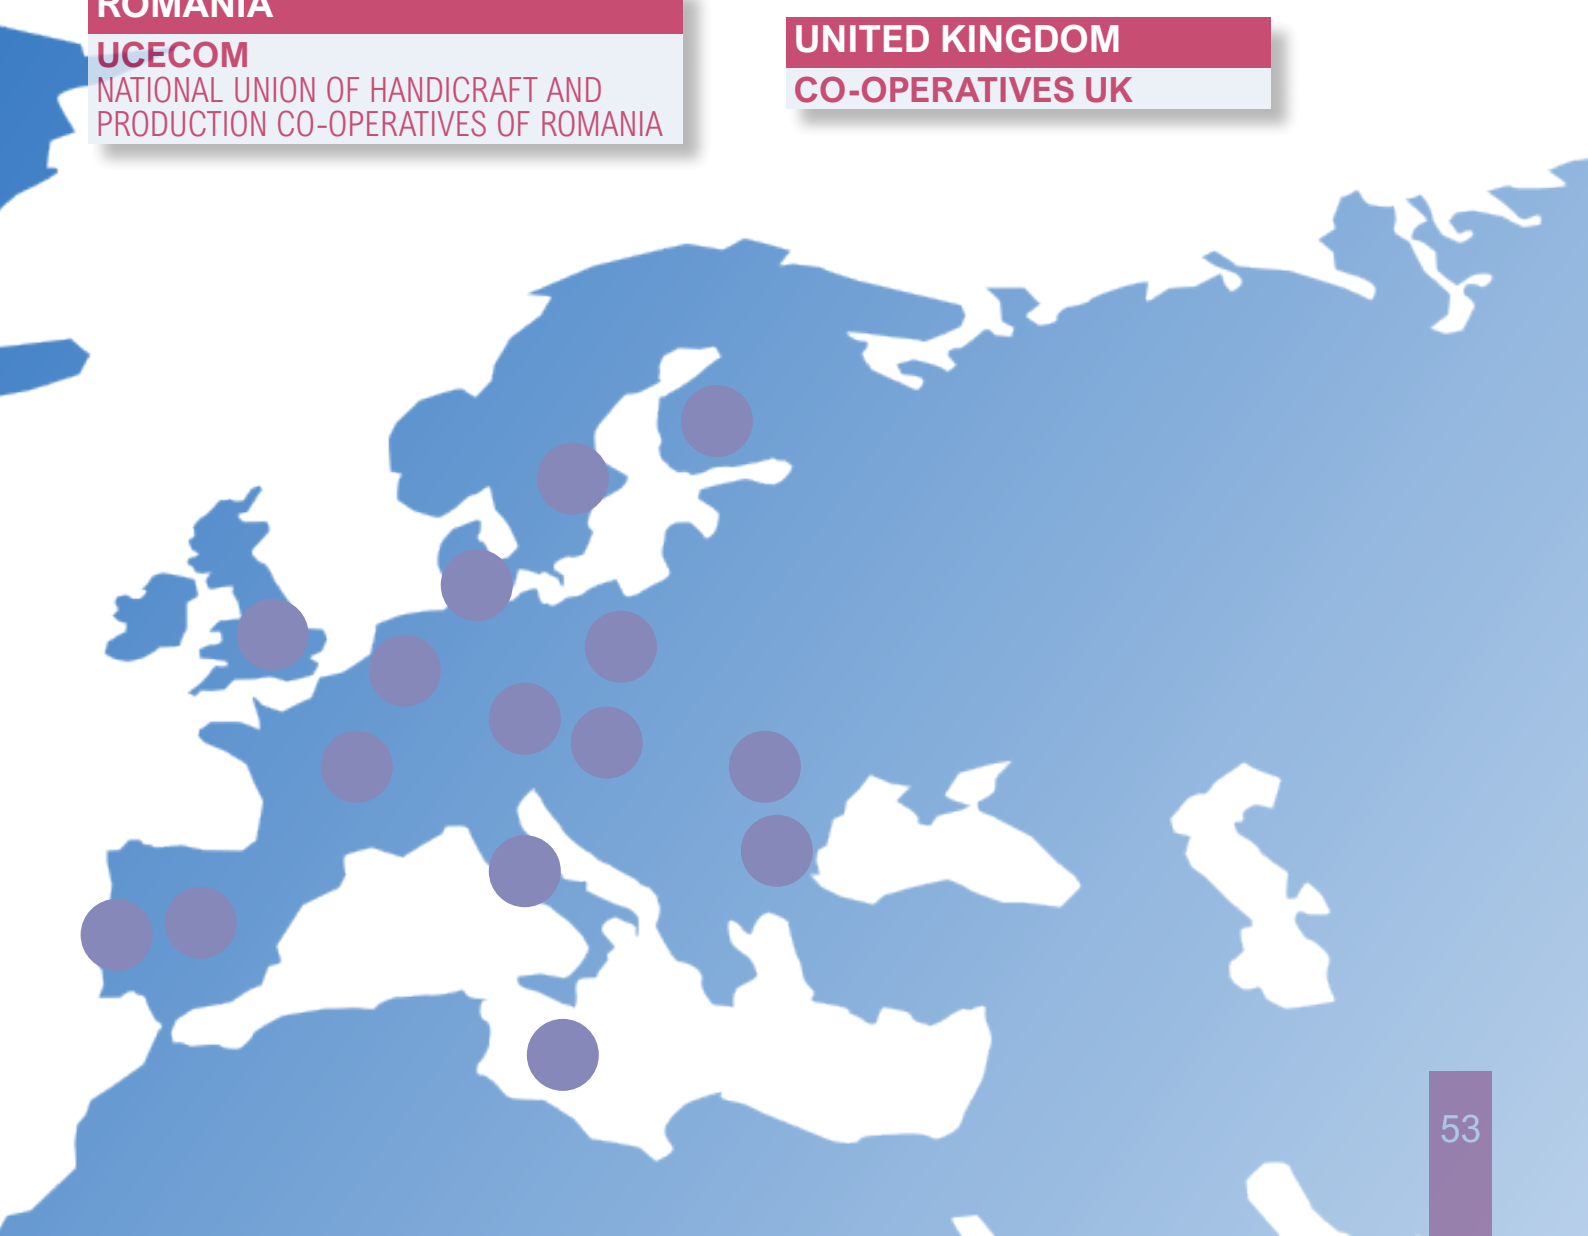 ROMANIA
UCECOM
NATIONAL UNION OF HANDICRAFT AND
PRODUCTION CO-OPERATIVES OF ROMANIA
UNITED KINGDOM
CO-OPERATIVES UK
53